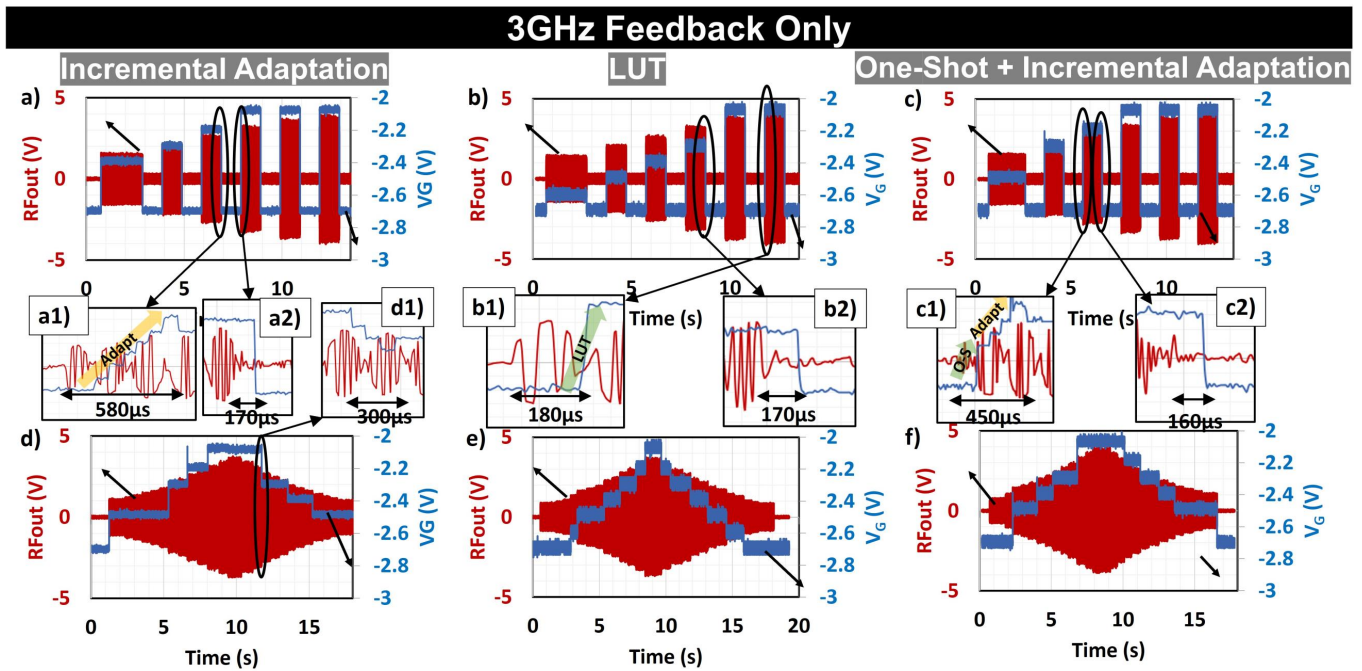 3GHz Feedback Only
Incremental Adaptation
LUT
One-Shot + Incremental Adaptation
a)
5
0
-5
RFout (V)
-2
-2.2
-2.4
-2.6
-2.8
-3
VG (V)
0
5
10
b)
5
0
-5
RFout (V)
-2
-2.2
-2.4
-2.6
-2.8
-3
VG (V)
0
5
10
15
20
Time (s)
c)
5
0
-5
RFout (V)
-2
-2.2
-2.4
-2.6
-2.8
-3
VG (V)
0
5
10
Time (s)
a1)
Adapt
580µs
a2)
170µs
d1)
300µs
b1)
LUT
180µs
b2)
170µs
c1)
O-S
Adapt
450µs
c2)
160µs
d)
5
0
-5
RFout (V)
-2
-2.2
-2.4
-2.6
-2.8
-3
VG (V)
0
5
10
15
Time (s)
e)
5
0
-5
RFout (V)
-2
-2.2
-2.4
-2.6
-2.8
-3
VG (V)
0
5
10
15
20
Time (s)
f)
5
0
-5
RFout (V)
-2
-2.2
-2.4
-2.6
-2.8
-3
VG (V)
0
5
10
15
Time (s)